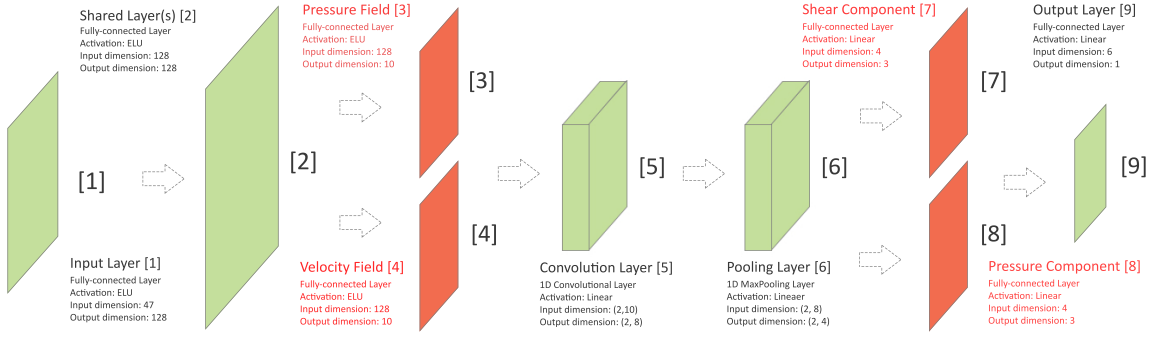 Shared Layer(s) [2]
Fully-connected Layer
Activation: ELU
Input dimension: 128
Output dimension: 128
Pressure Field [3]
Fully-connected Layer
Activation: ELU
Input dimension: 128
Output dimension: 10
Shear Component [7]
Fully-connected Layer
Activation: Linear
Input dimension: 4
Output dimension: 3
Output Layer [9]
Fully-connected Layer
Activation: Linear
Input dimension: 6
Output dimension: 1
[1]
[2]
[3]
[4]
[5]
[6]
[7]
[8]
[9]
Input Layer [1]
Fully-connected Layer
Activation: ELU
Input dimension: 47
Output dimension: 128
Velocity Field [4]
Fully-connected Layer
Activation: ELU
Input dimension: 128
Output dimension: 10
Convolution Layer [5]
1D Convolutional Layer
Activation: Linear
Input dimension: (2,10)
Output dimension: (2, 8)
Pooling Layer [6]
1D MaxPooling Layer
Activation: Lineaer
Input dimension: (2, 8)
Output dimension: (2, 4)
Pressure Component [8]
Fully-connected Layer
Activation: Linear
Input dimension: 4
Output dimension: 3